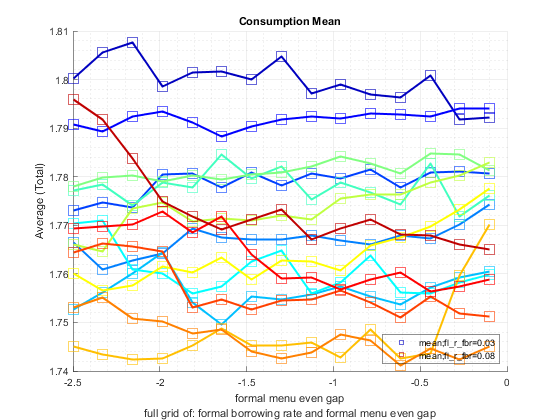 Consumption Mean
1.81
1.8
1.79
1.78
1.77
1.76
1.75
1.74
Average (Total)
-2.5
-2
-1.5
-1
-0.5
0
mean;fl_r_fbr=0.03
mean;fl_r_fbr=0.08
formal menu even gap
full grid of: formal borrowing rate and formal menu even gap